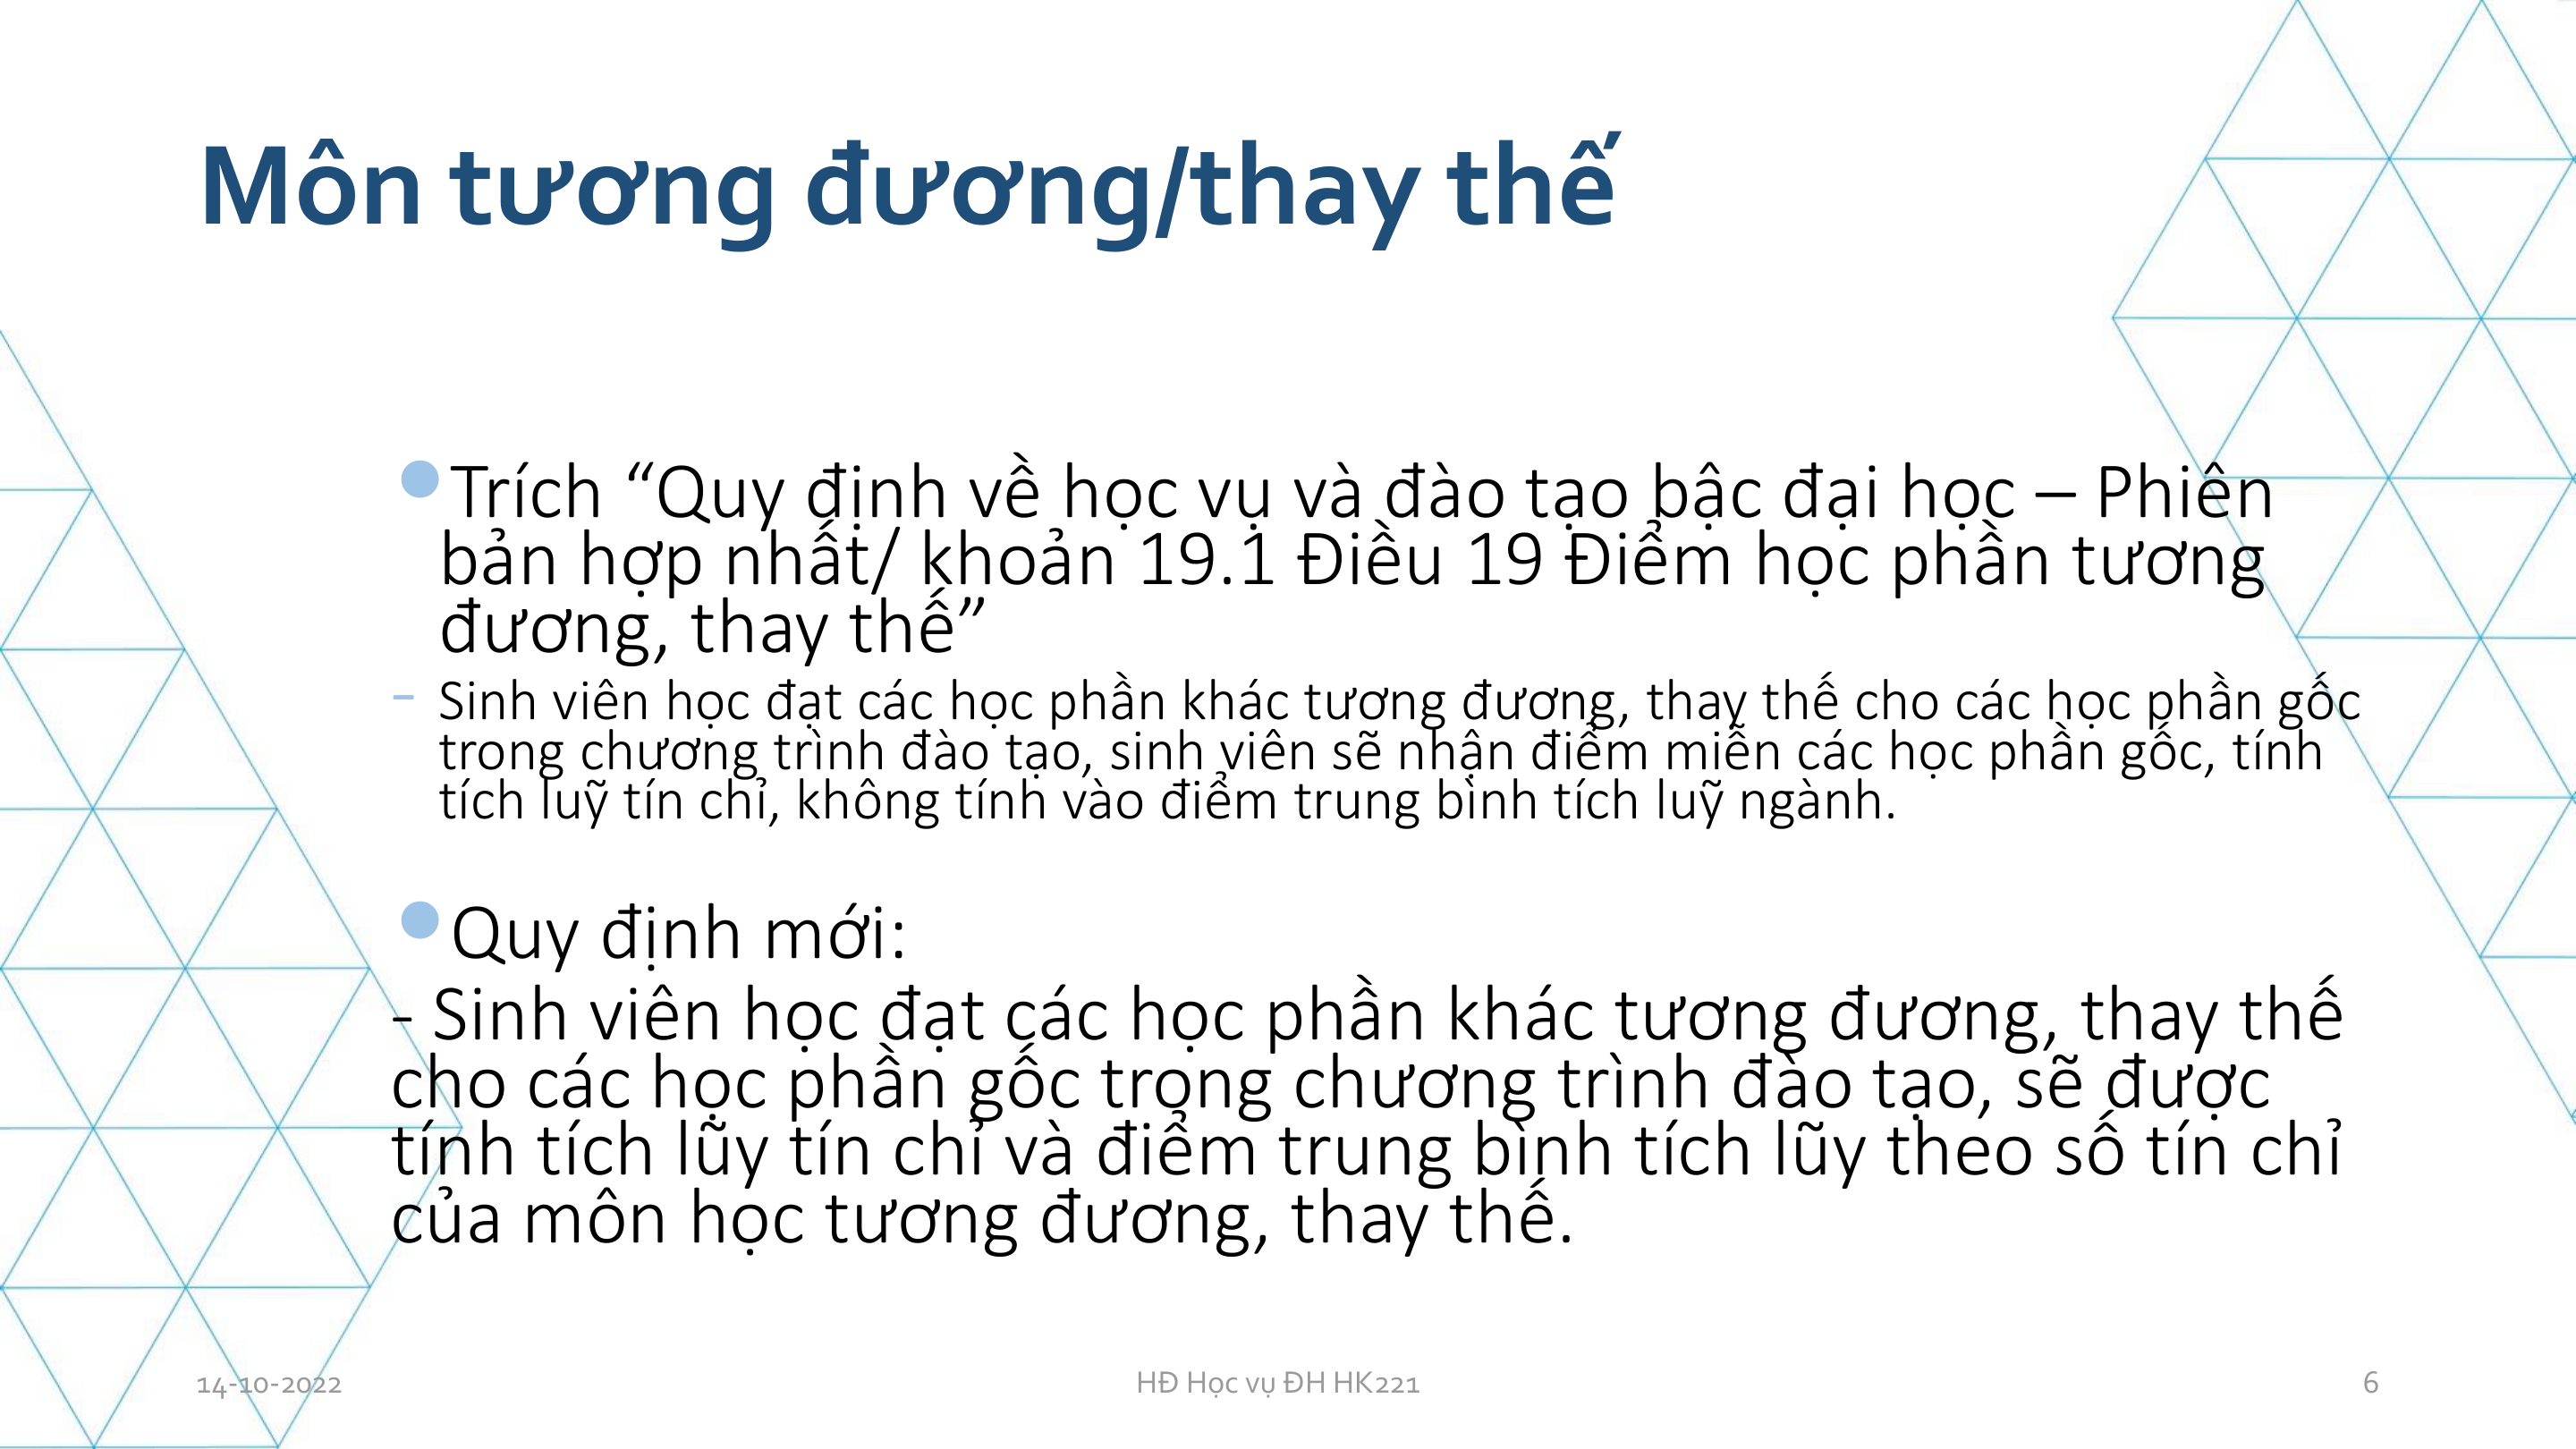 Môn tương đương/thay thế
•Trích “Quy định về học vụ và đào tạo bậc đại học – Phiên
bản hợp nhất/ khoản 19.1 Điều 19 Điểm học phần tương
đương, thay thế”
- Sinh viên học đạt các học phần khác tương đương, thay thế cho các học phần gốc
trong chương trình đào tạo, sinh viên sẽ nhận điểm miễn các học phần gốc, tính
tích luỹ tín chỉ, không tính vào điểm trung bình tích luỹ ngành.
•Quy định mới:
- Sinh viên học đạt các học phần khác tương đương, thay thế
cho các học phần gốc trong chương trình đào tạo, sẽ được
tính tích lũy tín chỉ và điểm trung bình tích lũy theo số tín chỉ
của môn học tương đương, thay thế.
14-10-2022
HĐ Học vụ ĐH HK221
6